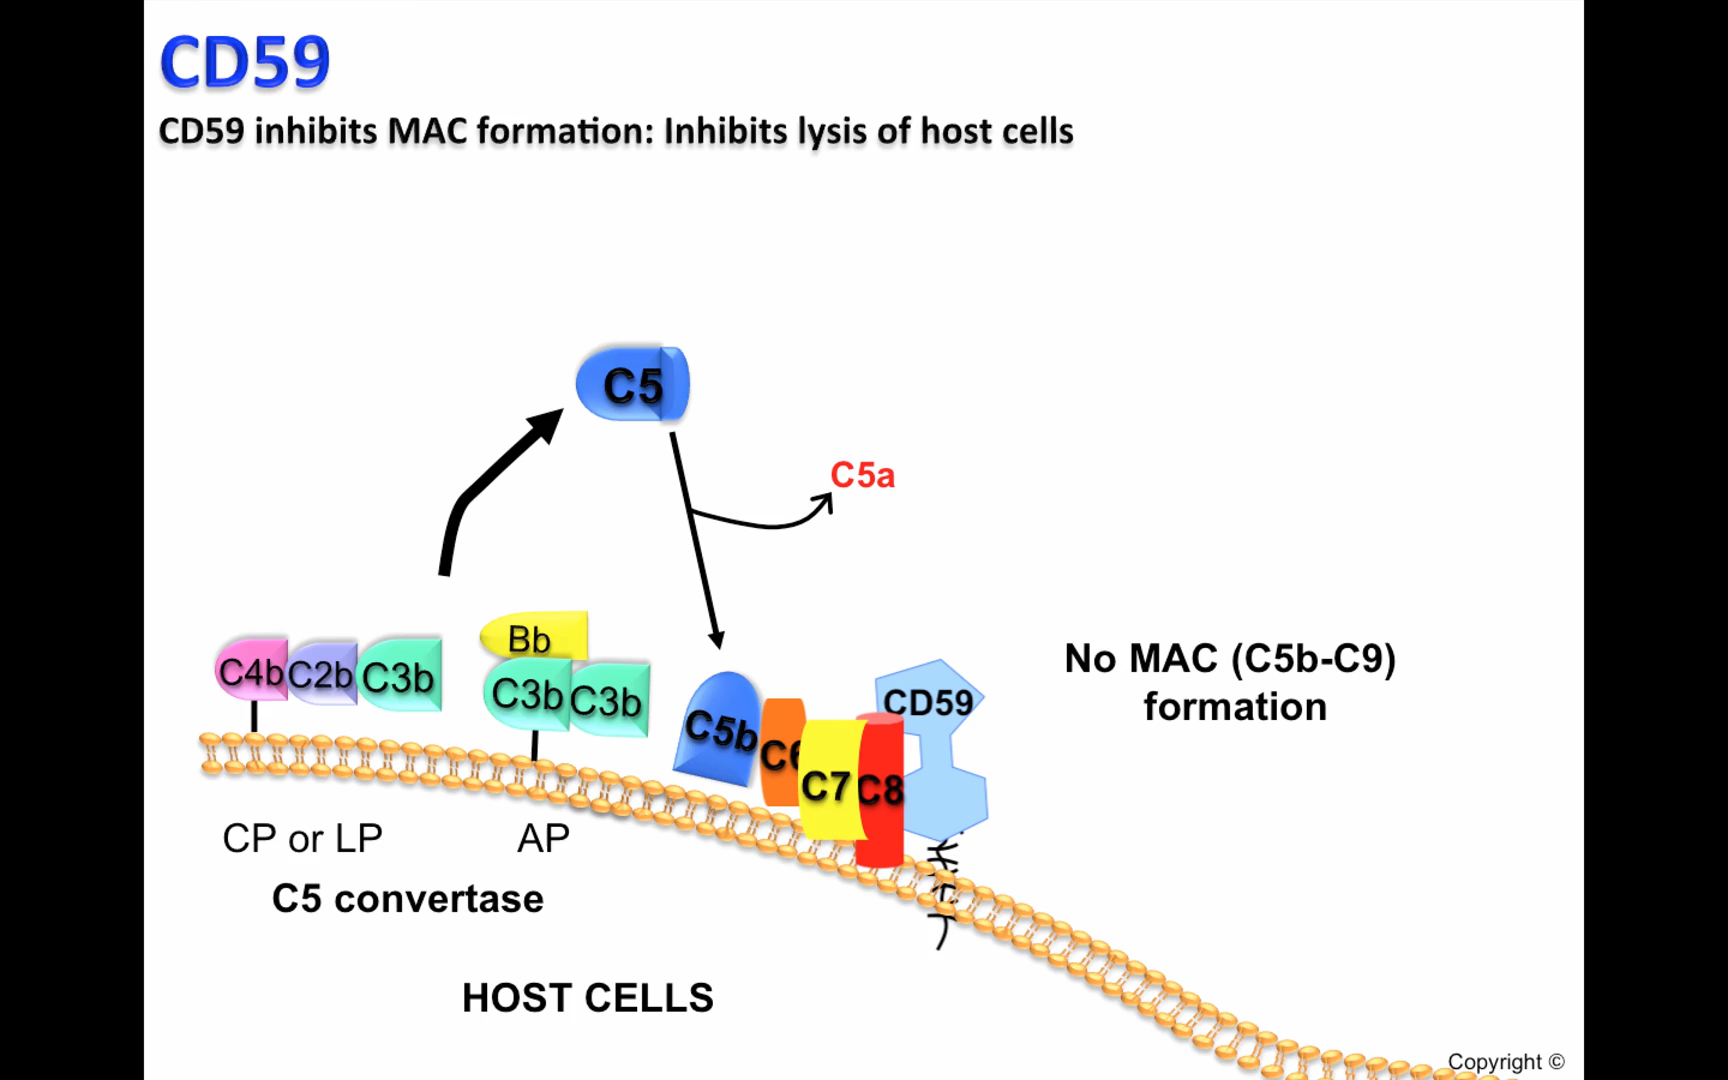 CD59
CD59 inhibits MAC formation: Inhibits lysis of host cells
C5
C5a
Bb
C4b C2b C3b
C3b C3b
C5b C6 C7 C8
CD59
No MAC (C5b-C9)
formation
CP or LP
AP
C5 convertase
HOST CELLS
Copyright ©